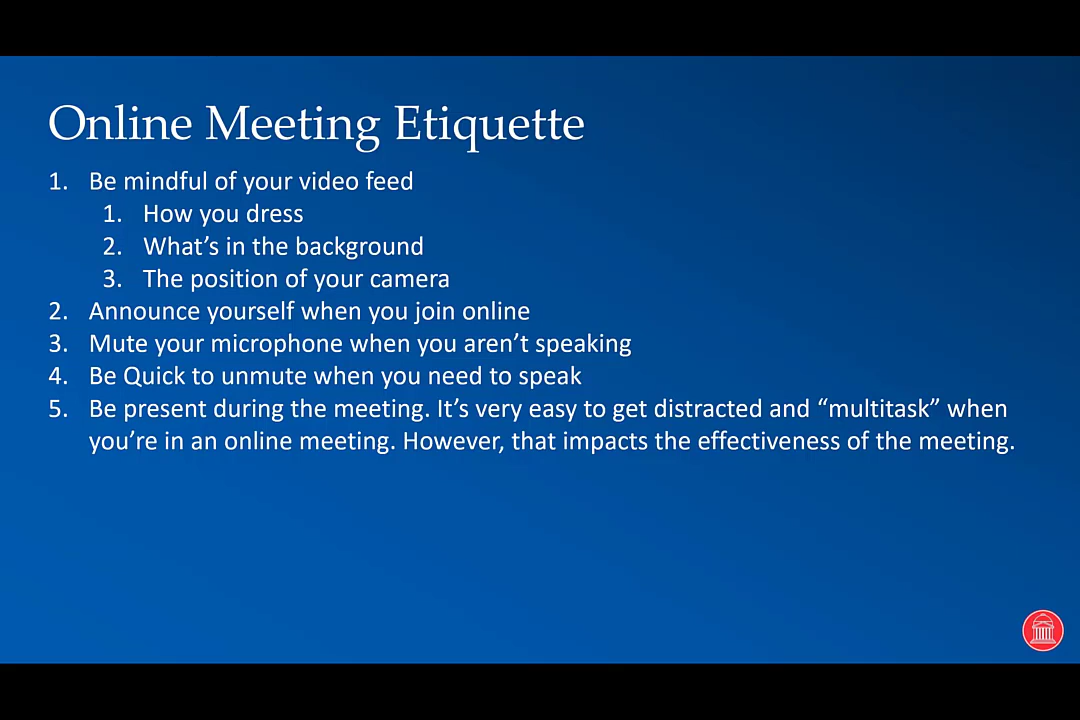 Online Meeting Etiquette
1. Be mindful of your video feed
1. How you dress
2. What’s in the background
3. The position of your camera
2. Announce yourself when you join online
3. Mute your microphone when you aren’t speaking
4. Be Quick to unmute when you need to speak
5. Be present during the meeting. It’s very easy to get distracted and “multitask” when
you’re in an online meeting. However, that impacts the effectiveness of the meeting.